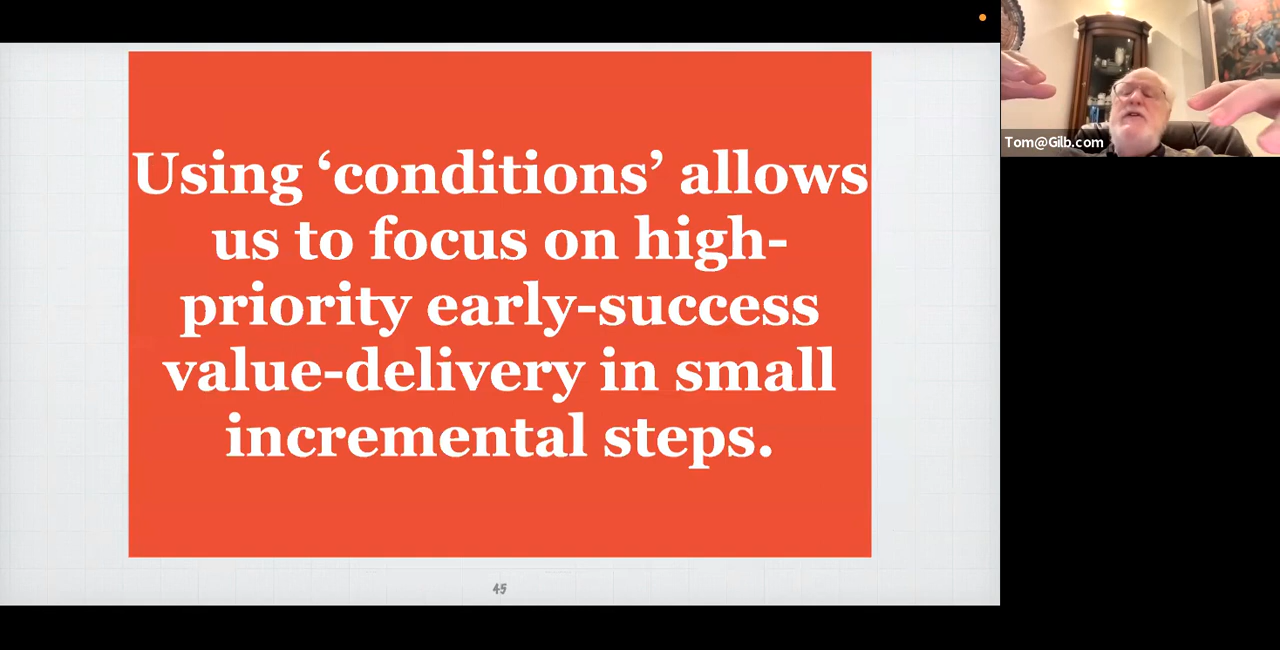 Using ‘conditions’ allows
us to focus on high-
priority early-success
value-delivery in small
incremental steps.
45
Tom@Gilb.com